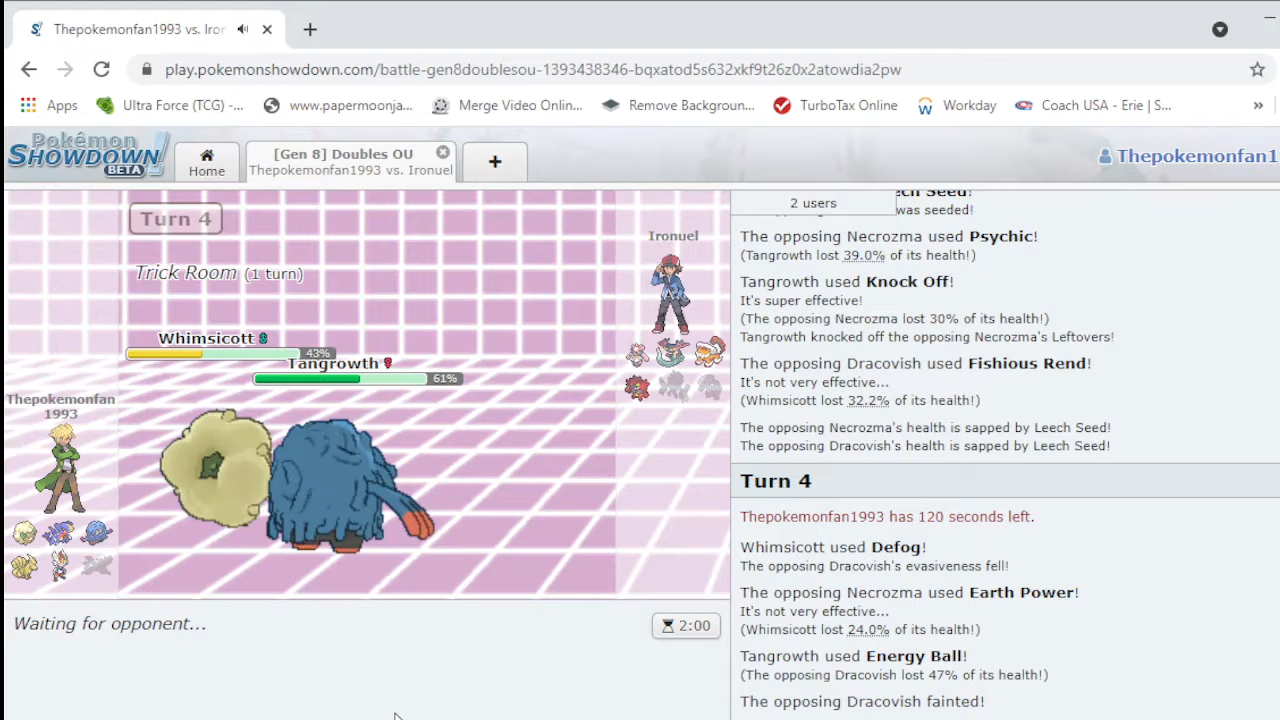 Thepokemonfan1993 vs. Iror
play.pokemonshowdown.com/battle-gen8doublesou-1393438346-bqxatod5s632xkf9t26z0x2atowdia2pw
Apps
Ultra Force (TCG) -...
www.papermoonja...
Merge Video Onlin...
Remove Backgroun...
TurboTax Online
Workday
Coach USA - Erie | S...
»
Pokémon
SHOWDOWN!
BETA
Home
[Gen 8] Doubles OU
Thepokemonfan1993 vs. Ironuel
+
Thepokemonfan1
Turn 4
Trick Room (1 turn)
Whimsicott
43%
Tangrowth
61%
Thepokemonfan
1993
Ironuel
Waiting for opponent...
2:00
2 users
ech Seed!
was seeded!
The opposing Necrozma used Psychic!
(Tangrowth lost 39.0% of its health!)
Tangrowth used Knock Off!
It's super effective!
(The opposing Necrozma lost 30% of its health!)
Tangrowth knocked off the opposing Necrozma's Leftovers!
The opposing Dracovish used Fishious Rend!
It's not very effective...
(Whimsicott lost 32.2% of its health!)
The opposing Necrozma's health is sapped by Leech Seed!
The opposing Dracovish's health is sapped by Leech Seed!
Turn 4
Thepokemonfan1993 has 120 seconds left.
Whimsicott used Defog!
The opposing Dracovish's evasiveness fell!
The opposing Necrozma used Earth Power!
It's not very effective...
(Whimsicott lost 24.0% of its health!)
Tangrowth used Energy Ball!
(The opposing Dracovish lost 47% of its health!)
The opposing Dracovish fainted!